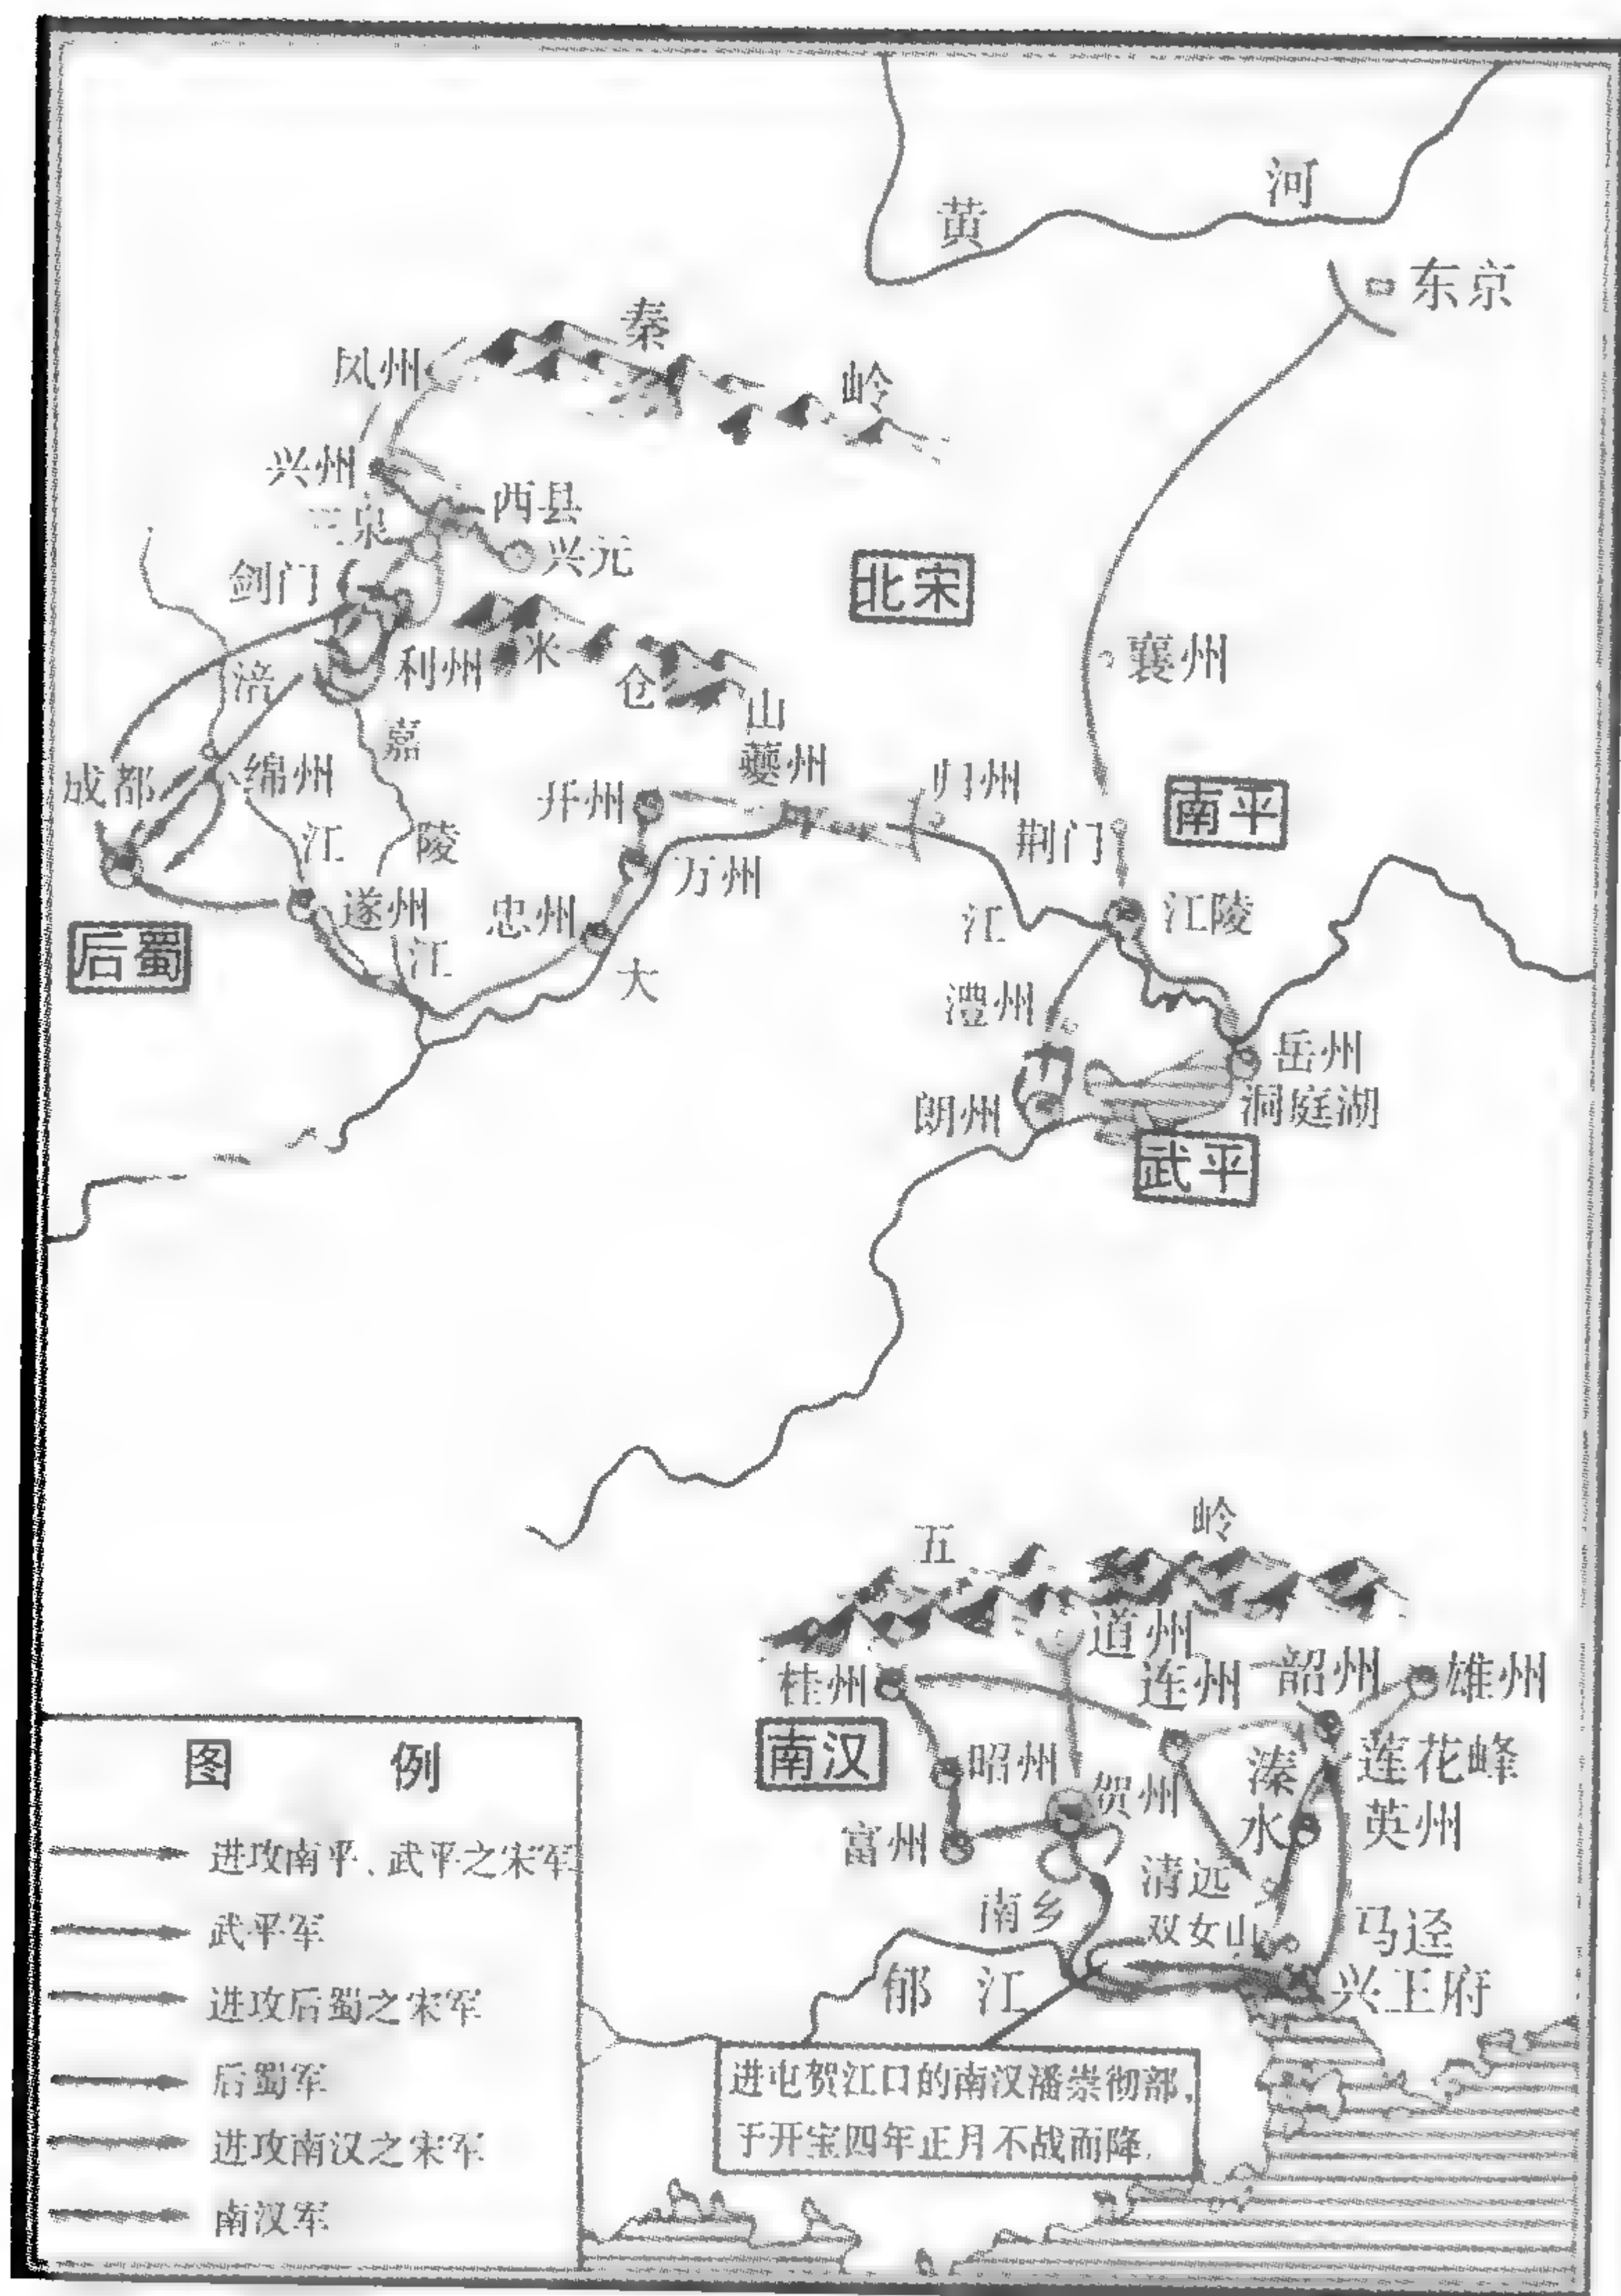 黄
河
东京
秦
岭
凤州
兴州
西县
三泉
兴元
剑门
北宋
利州
米
仓
山
襄州
涪
嘉
夔州
归州
成都
绵州
开州
南平
江
陵
荆门
万州
遂州
忠州
江陵
江
后蜀
江
大
澧州
岳州
朗州
洞庭湖
武平
五
岭
道州
桂州
连州
韶州
雄州
南汉
昭州
溱
莲花峰
贺州
富州
水
英州
清远
南乡
双女山
马迳
郁江
兴王府
进屯贺江口的南汉潘崇彻部,
于开宝四年正月不战而降.
图例
进攻南平、武平之宋军
武平军
进攻后蜀之宋军
后蜀军
进攻南汉之宋军
南汉军